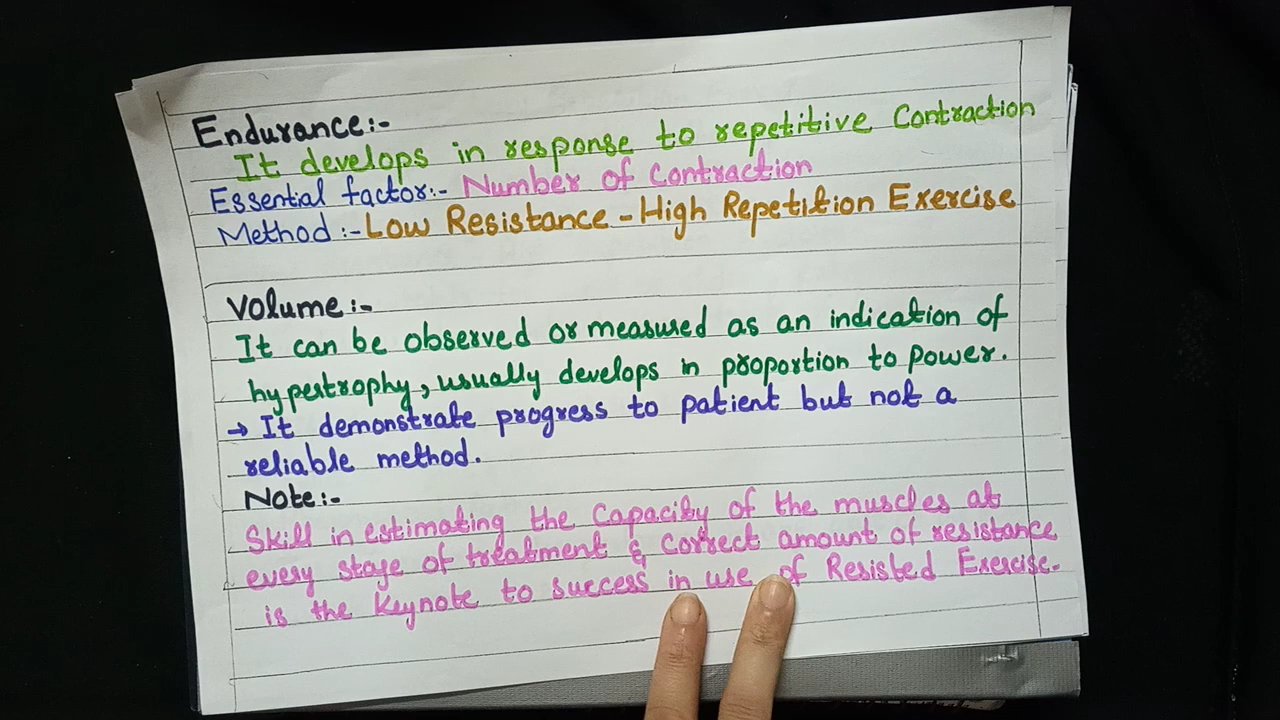 Endurance:-
It develops in response to repetitive Contraction
Essential factor:- Number of Contraction
Method:- Low Resistance - High Repetition Exercise
Volume:-
It can be observed or measured as an indication of
hypertrophy, usually develops in proportion to power.
→ It demonstrate progress to patient but not a
reliable method.
Note:-
Skill in estimating the Capacity of the muscles at
every stage of treatment & Correct amount of resistance
is the Keynote to success in use of Resisted Exercise.